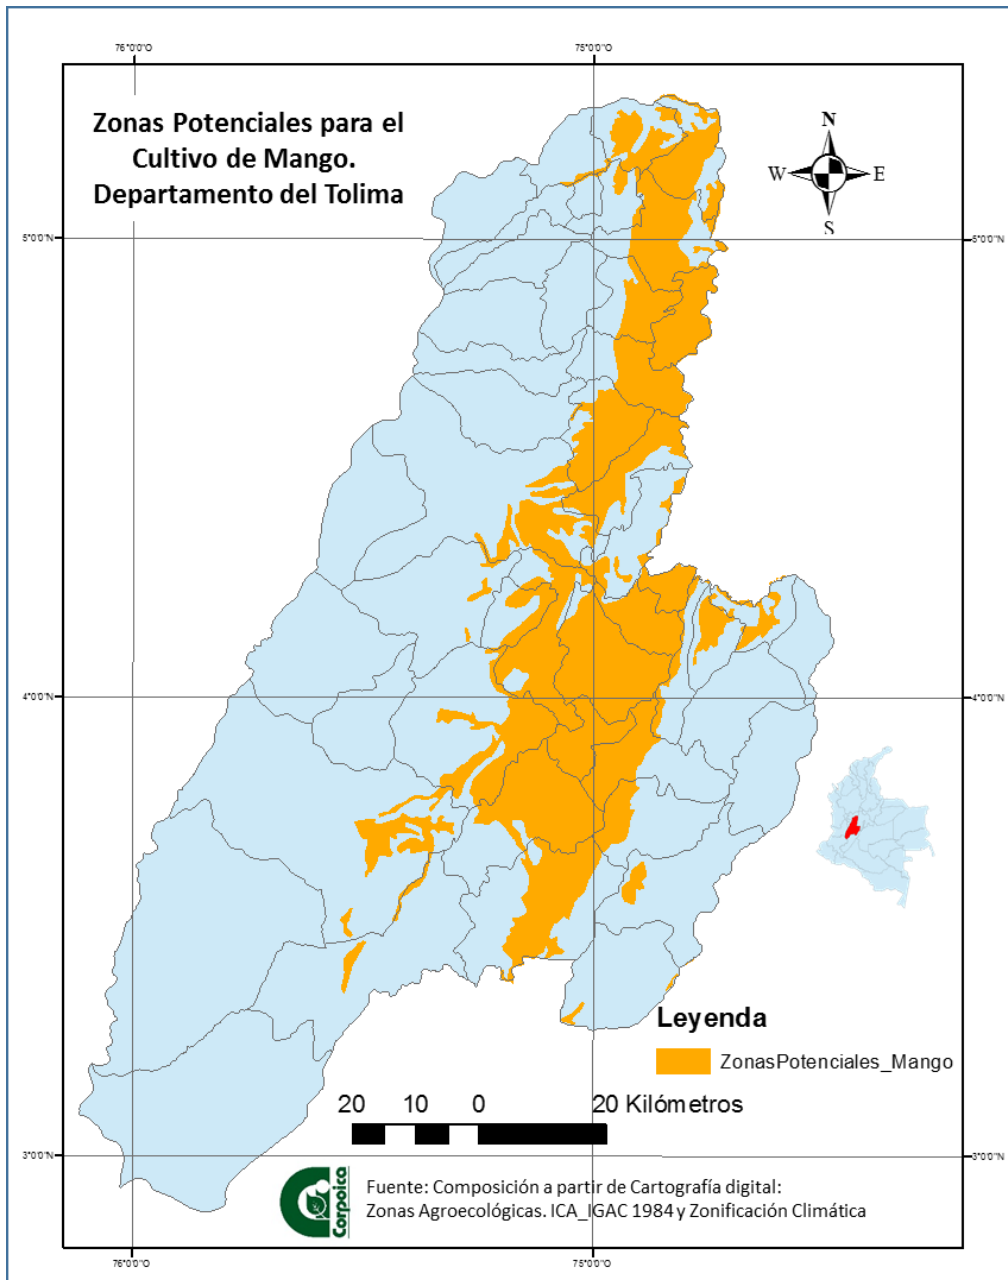 76°0'0"O
75°0'0"O
Zonas Potenciales para el
Cultivo de Mango.
Departamento del Tolima
N
W
E
S
5°0'0"N
5°0'0"N
4°0'0"N
4°0'0"N
Leyenda
ZonasPotenciales_Mango
20 10 0 20 Kilómetros
3°0'0"N
3°0'0"N
Corpoica
Fuente: Composición a partir de Cartografía digital:
Zonas Agroecológicas. ICA_IGAC 1984 y Zonificación Climática
76°0'0"O
75°0'0"O